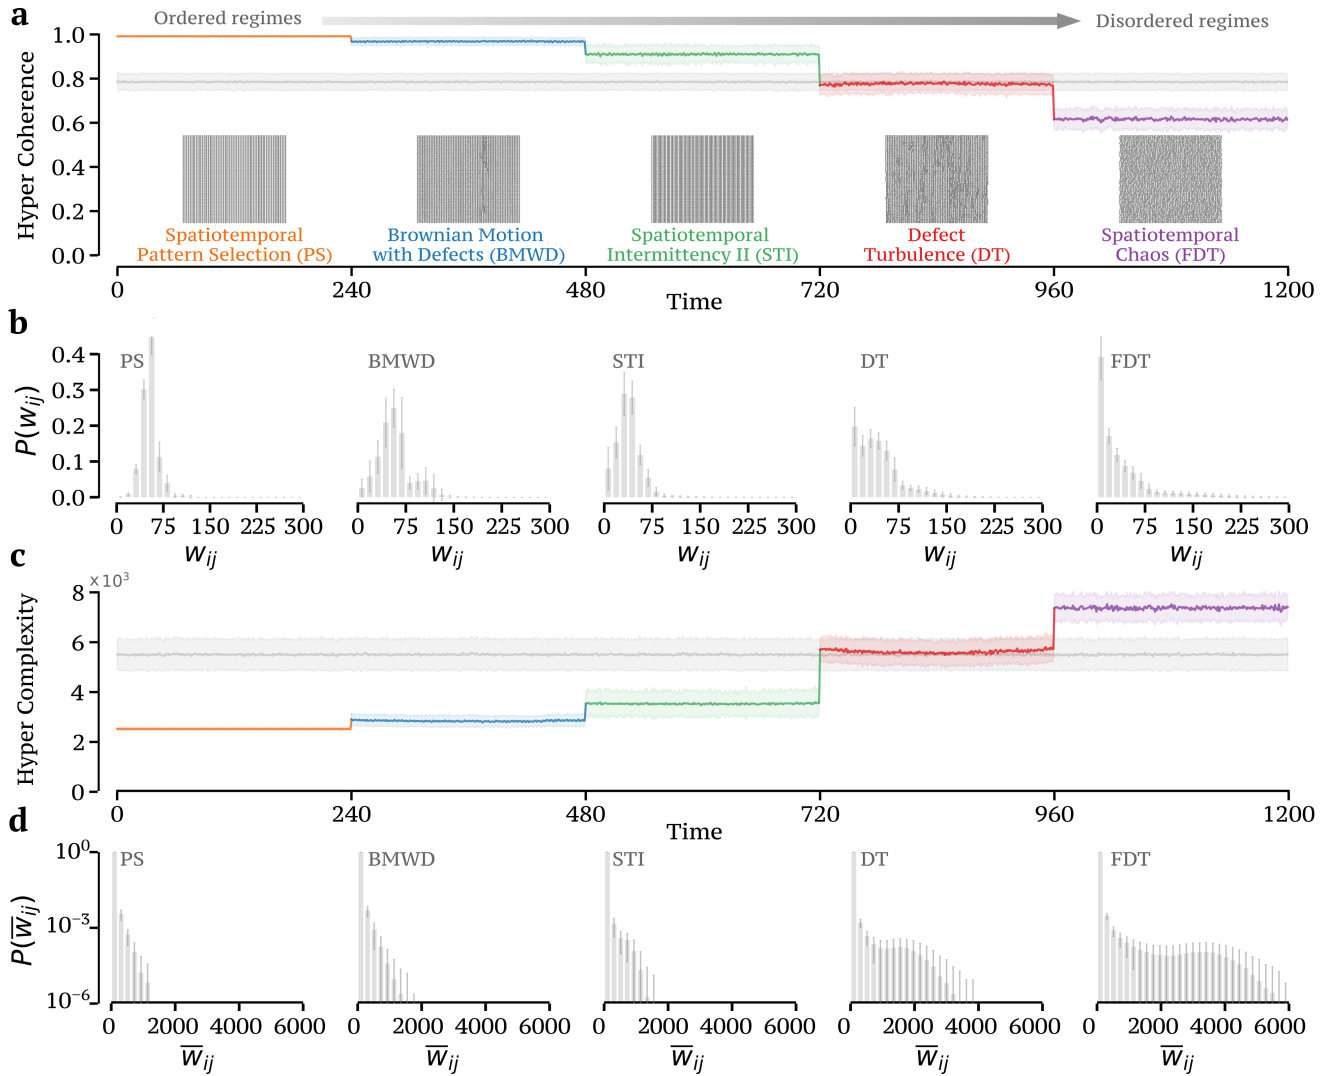 a
Ordered regimes
Disordered regimes
Hyper Coherence
1.0
0.8
0.6
0.4
0.2
0.0
Spatiotemporal
Pattern Selection (PS)
Brownian Motion
with Defects (BMWD)
Spatiotemporal
Intermittency II (STI)
Defect
Turbulence (DT)
Spatiotemporal
Chaos (FDT)
0 240 480 720 960 1200
Time
b
P(w_ij)
0.4
0.3
0.2
0.1
0.0
PS
BMWD
STI
DT
FDT
0 75 150 225 300
0 75 150 225 300
0 75 150 225 300
0 75 150 225 300
0 75 150 225 300
w_ij
w_ij
w_ij
w_ij
w_ij
c
×10³
Hyper Complexity
8
6
4
2
0
0 240 480 720 960 1200
Time
d
P(w̅_ij)
10⁰
10⁻³
10⁻⁶
PS
BMWD
STI
DT
FDT
0 2000 4000 6000
0 2000 4000 6000
0 2000 4000 6000
0 2000 4000 6000
0 2000 4000 6000
w̅_ij
w̅_ij
w̅_ij
w̅_ij
w̅_ij